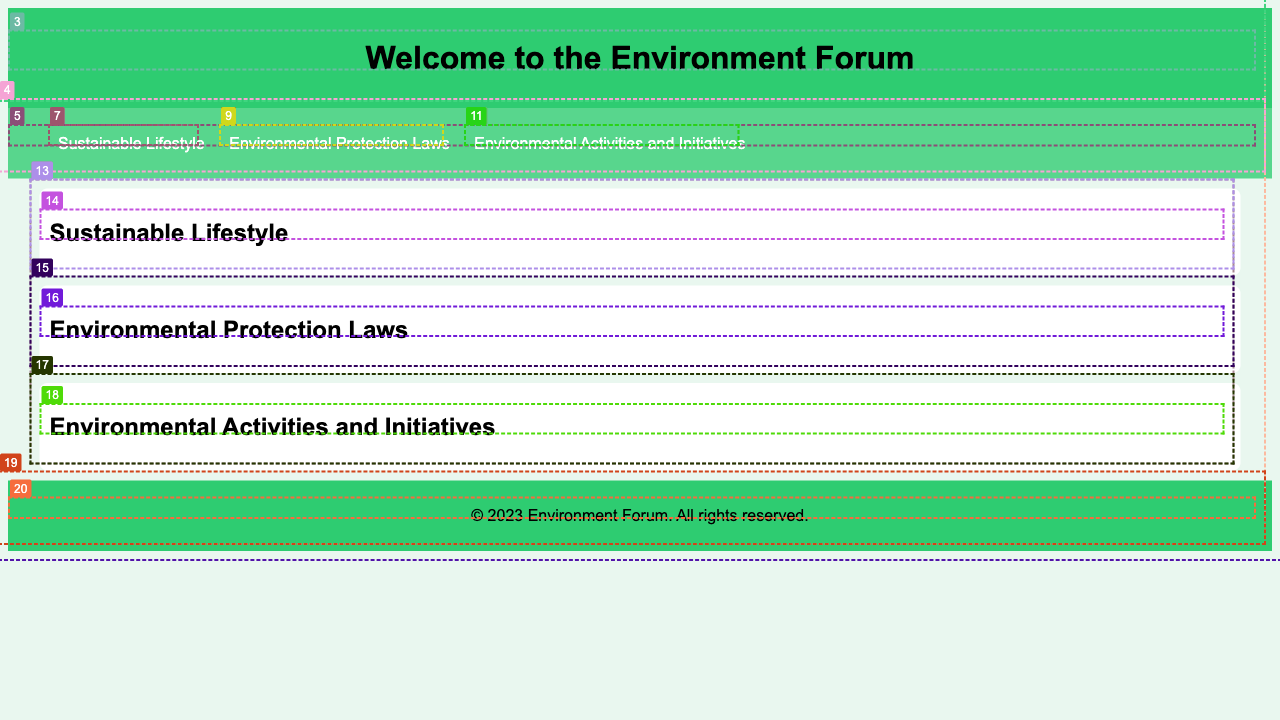 3
Welcome to the Environment Forum
4
5 7 9 11
Sustainable Lifestyle Environmental Protection Laws Environmental Activities and Initiatives
13
14
Sustainable Lifestyle
15
16
Environmental Protection Laws
17
18
Environmental Activities and Initiatives
19
20
© 2023 Environment Forum. All rights reserved.